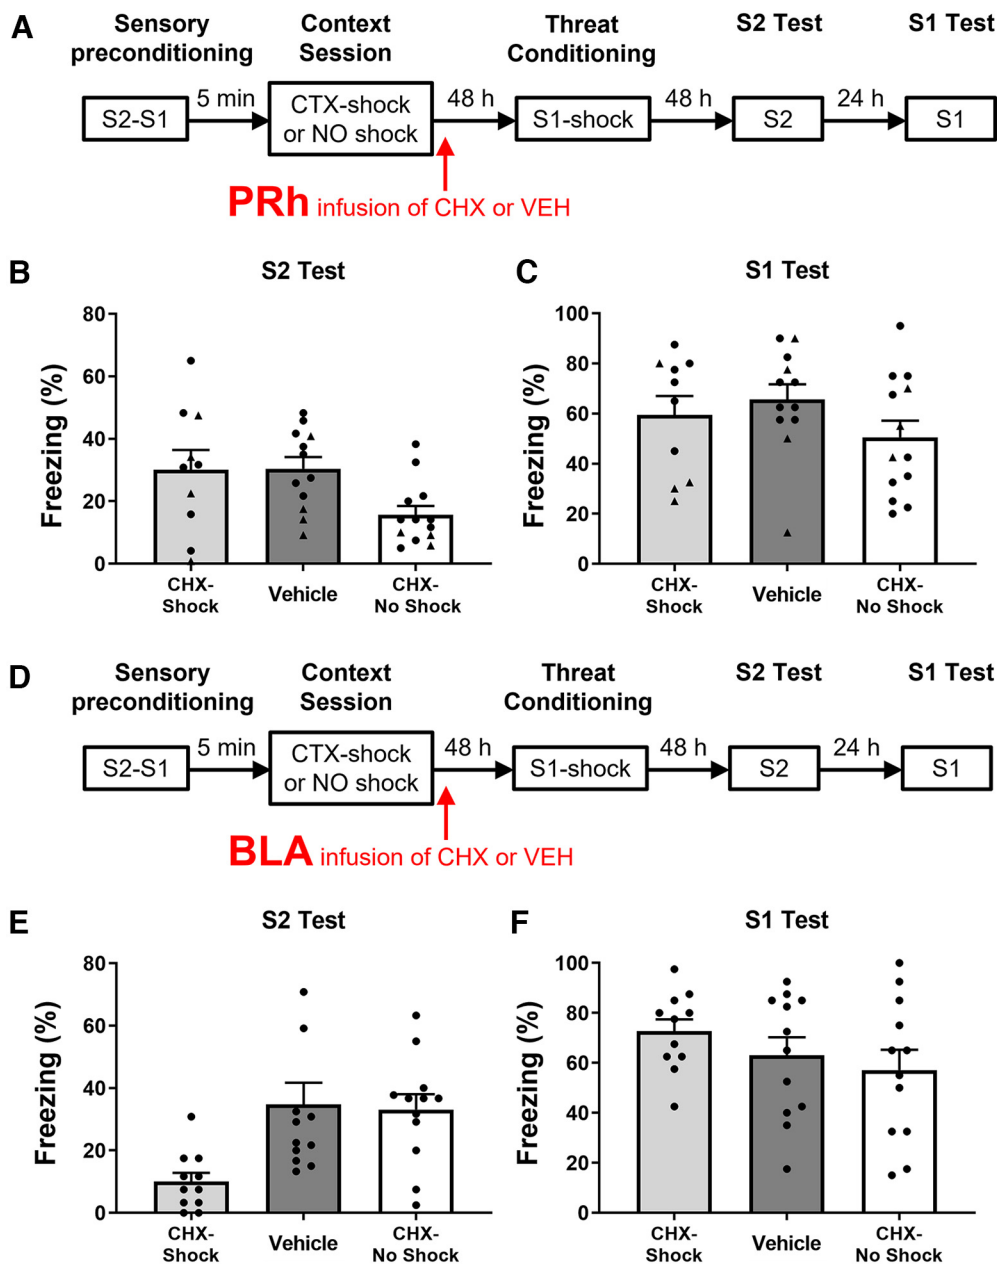 A
Sensory
preconditioning
Context
Session
Threat
Conditioning
S2 Test
S1 Test
S2-S1
5 min
CTX-shock
or NO shock
48 h
S1-shock
48 h
S2
24 h
S1
PRh infusion of CHX or VEH
B
S2 Test
Freezing (%)
80
60
40
20
0
CHX-
Shock
Vehicle
CHX-
No Shock
C
S1 Test
Freezing (%)
100
80
60
40
20
0
CHX-
Shock
Vehicle
CHX-
No Shock
D
Sensory
preconditioning
Context
Session
Threat
Conditioning
S2 Test
S1 Test
S2-S1
5 min
CTX-shock
or NO shock
48 h
S1-shock
48 h
S2
24 h
S1
BLA infusion of CHX or VEH
E
S2 Test
Freezing (%)
80
60
40
20
0
CHX-
Shock
Vehicle
CHX-
No Shock
F
S1 Test
Freezing (%)
100
80
60
40
20
0
CHX-
Shock
Vehicle
CHX-
No Shock